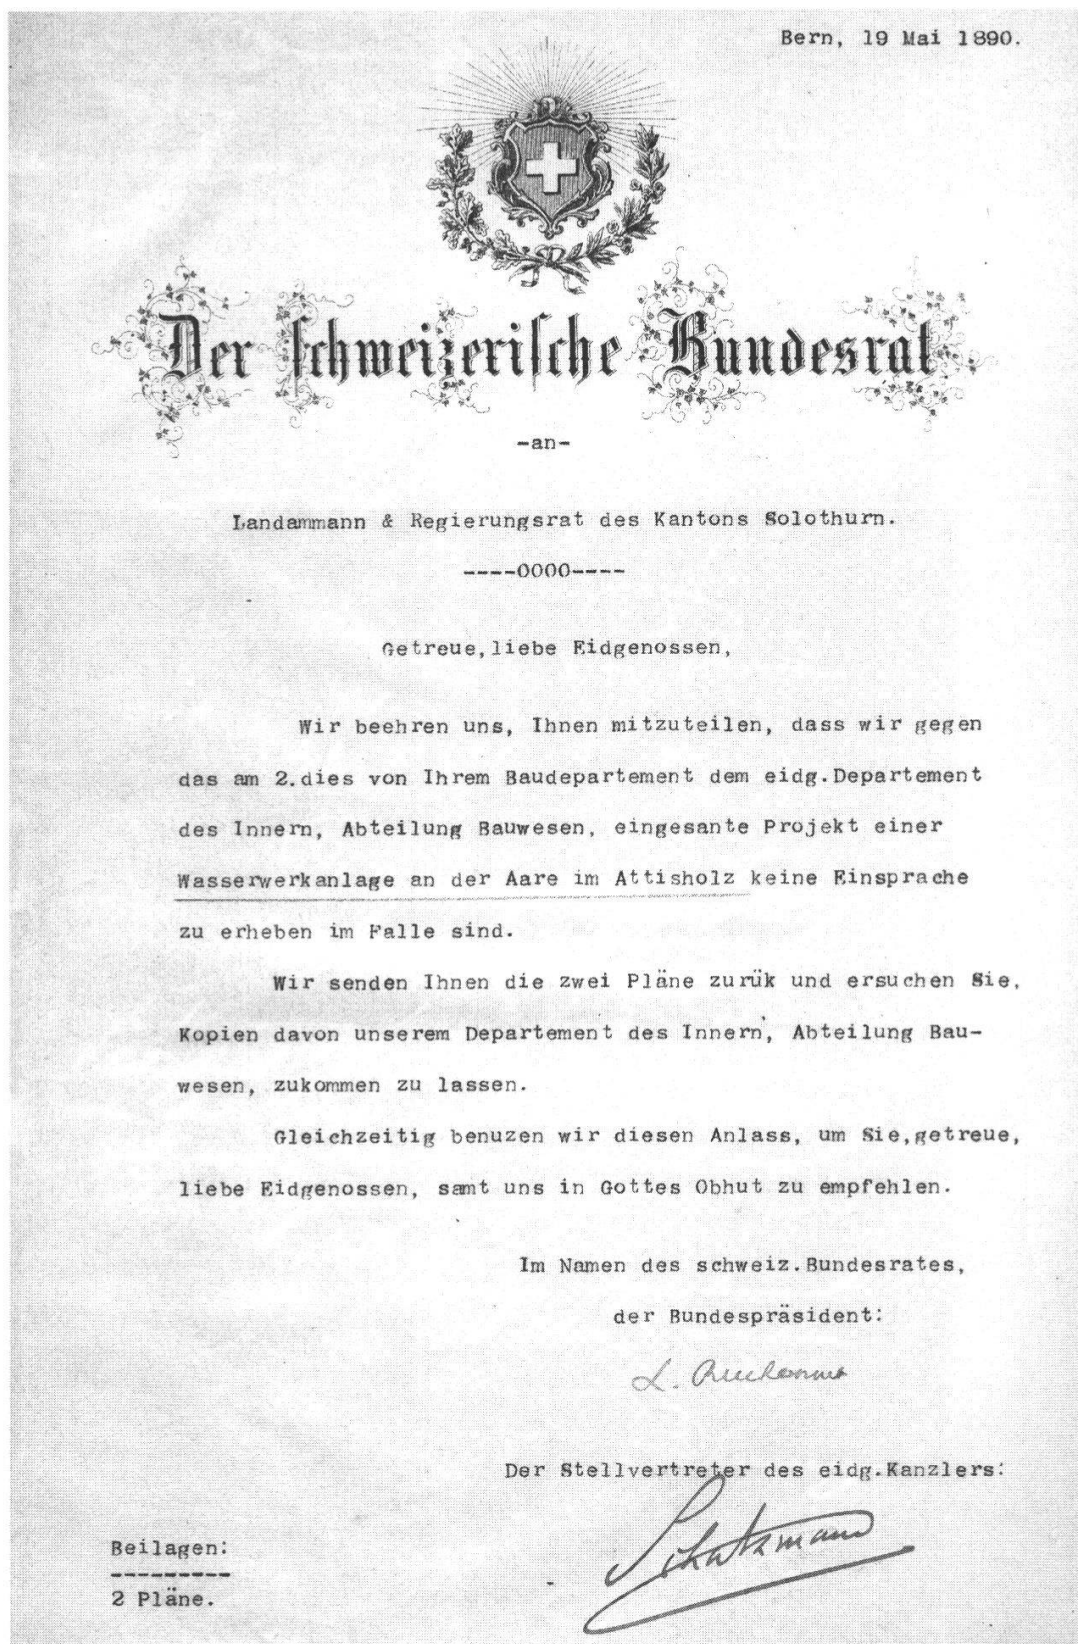 Bern, 19 Mai 1890.
Der schweizerische Bundesrat
-an-
Landammann & Regierungsrat des Kantons Solothurn.
----0000----
Getreue,liebe Eidgenossen,
Wir beehren uns, Ihnen mitzuteilen, dass wir gegen
das am 2.dies von Ihrem Baudepartement dem eidg.Departement
des Innern, Abteilung Bauwesen, eingesante Projekt einer
Wasserwerkanlage an der Aare im Attisholz keine Einsprache
zu erheben im Falle sind.
Wir senden Ihnen die zwei Pläne zurük und ersuchen Sie,
Kopien davon unserem Departement des Innern, Abteilung Bau-
wesen, zukommen zu lassen.
Gleichzeitig benuzen wir diesen Anlass, um Sie,getreue,
liebe Eidgenossen, samt uns in Gottes Obhut zu empfehlen.
Im Namen des schweiz.Bundesrates,
der Bundespräsident:
L. Ruchonnet
Der Stellvertreter des eidg.Kanzlers:
Schatzmann
Beilagen:
---------
2 Pläne.